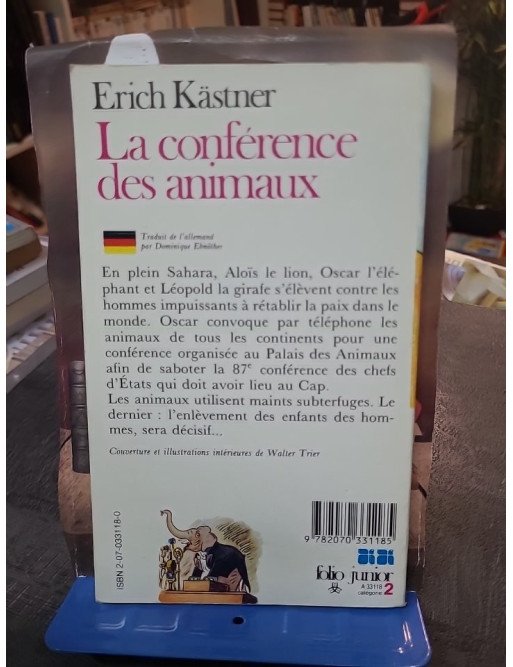 Erich Kästner
La conférence
des animaux
Traduit de l'allemand
par Dominique Ebnöther
En plein Sahara, Aloïs le lion, Oscar l'élé-
phant et Léopold la girafe s'élèvent contre les
hommes impuissants à rétablir la paix dans le
monde. Oscar convoque par téléphone les
animaux de tous les continents pour une
conférence organisée au Palais des Animaux
afin de saboter la 87e conférence des chefs
d'États qui doit avoir lieu au Cap.
Les animaux utilisent maints subterfuges. Le
dernier : l'enlèvement des enfants des hom-
mes, sera décisif...
Couverture et illustrations intérieures de Walter Trier
ISBN 2-07-033118-0
9 782070 331185
folio junior
A 33118
catégorie 2